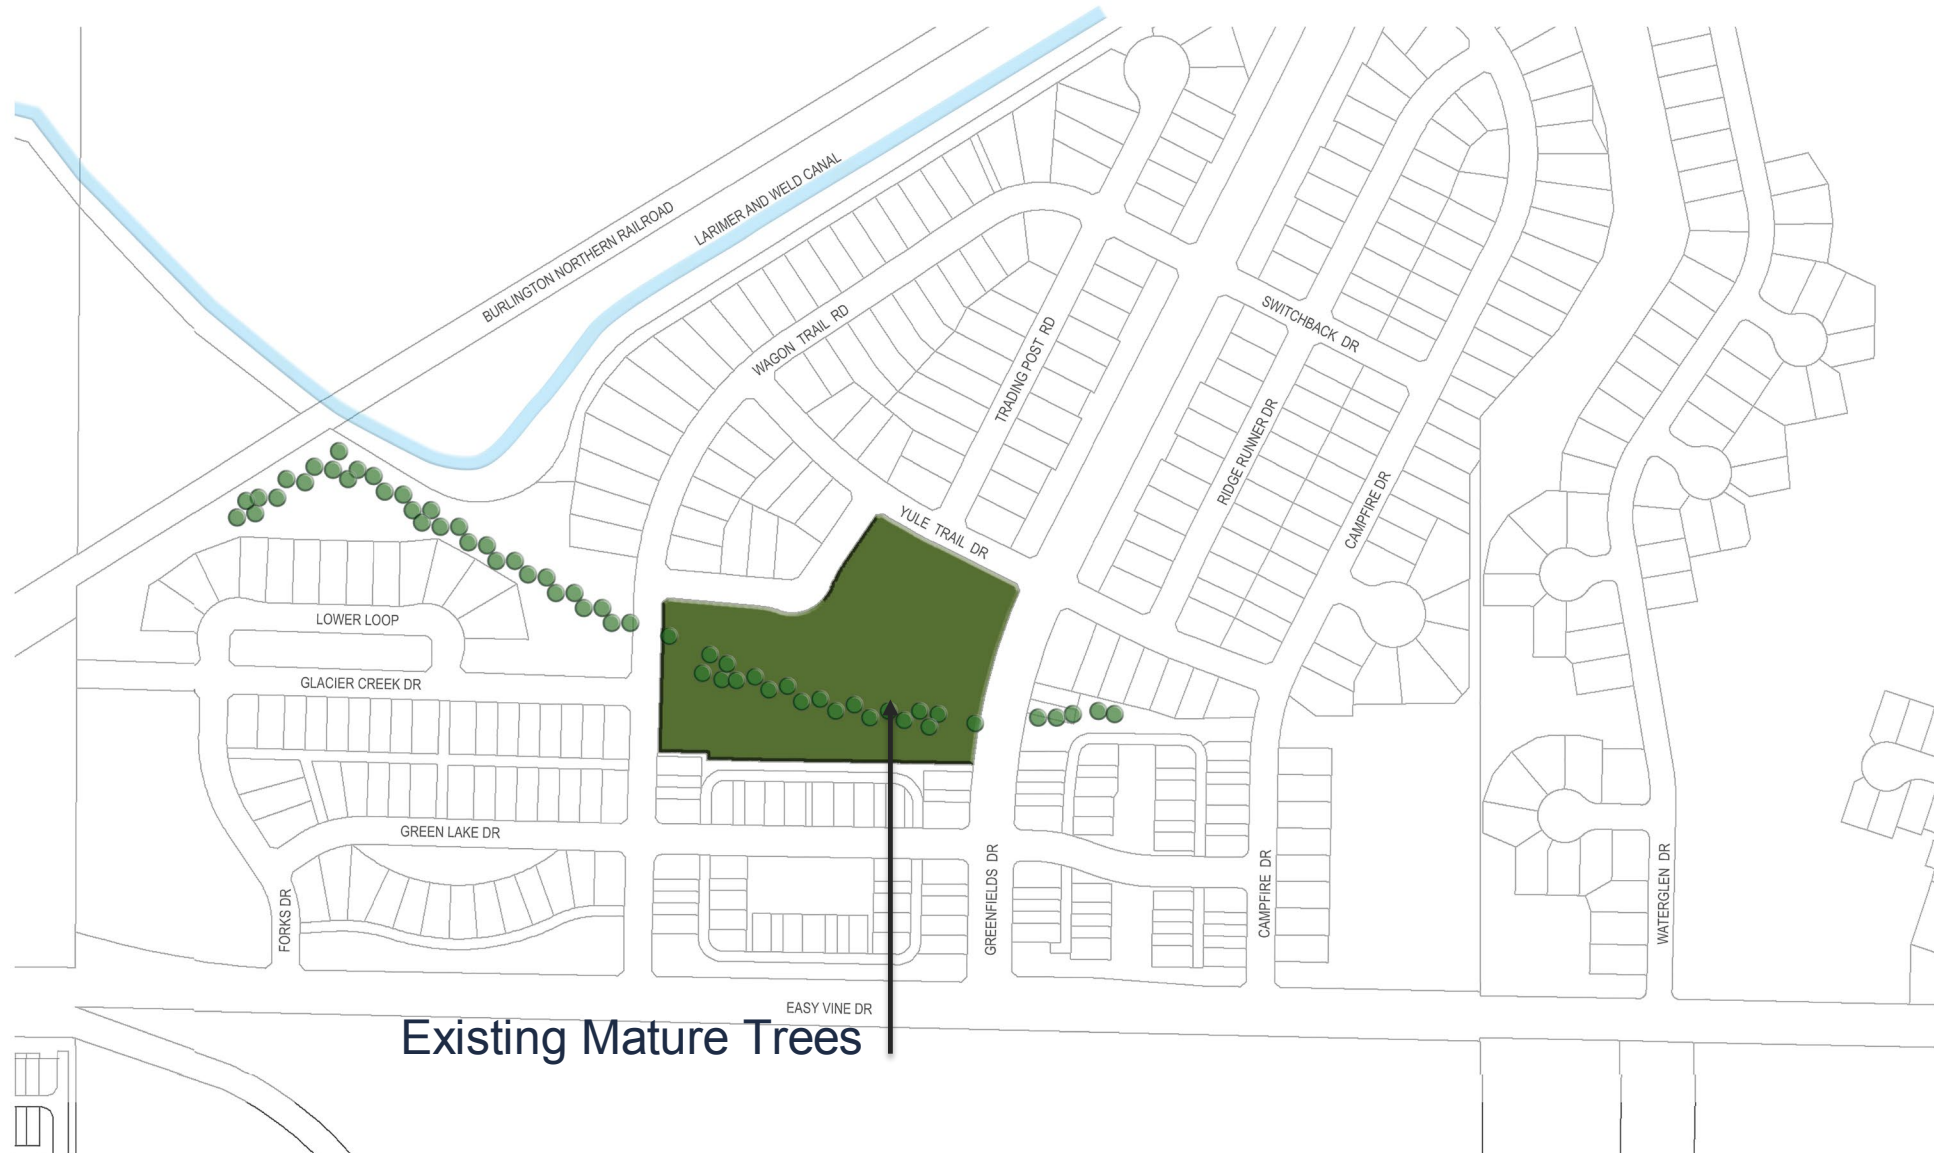 BURLINGTON NORTHERN RAILROAD
LARIMER AND WELD CANAL
WAGON TRAIL RD
TRADING POST RD
SWITCHBACK DR
RIDGE RUNNER DR
CAMPFIRE DR
YULE TRAIL DR
LOWER LOOP
GLACIER CREEK DR
GREEN LAKE DR
FORKS DR
GREENFIELDS DR
CAMPFIRE DR
WATERGLEN DR
EASY VINE DR
Existing Mature Trees